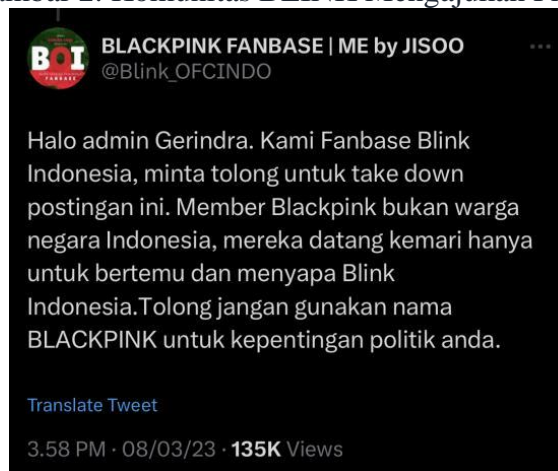 BLACKPINK FANBASE | ME by JISOO
BOI
FANBASE
@Blink_OFCINDO
Halo admin Gerindra. Kami Fanbase Blink
Indonesia, minta tolong untuk take down
postingan ini. Member Blackpink bukan warga
negara Indonesia, mereka datang kemari hanya
untuk bertemu dan menyapa Blink
Indonesia.Tolong jangan gunakan nama
BLACKPINK untuk kepentingan politik anda.
Translate Tweet
3.58 PM · 08/03/23 · 135K Views